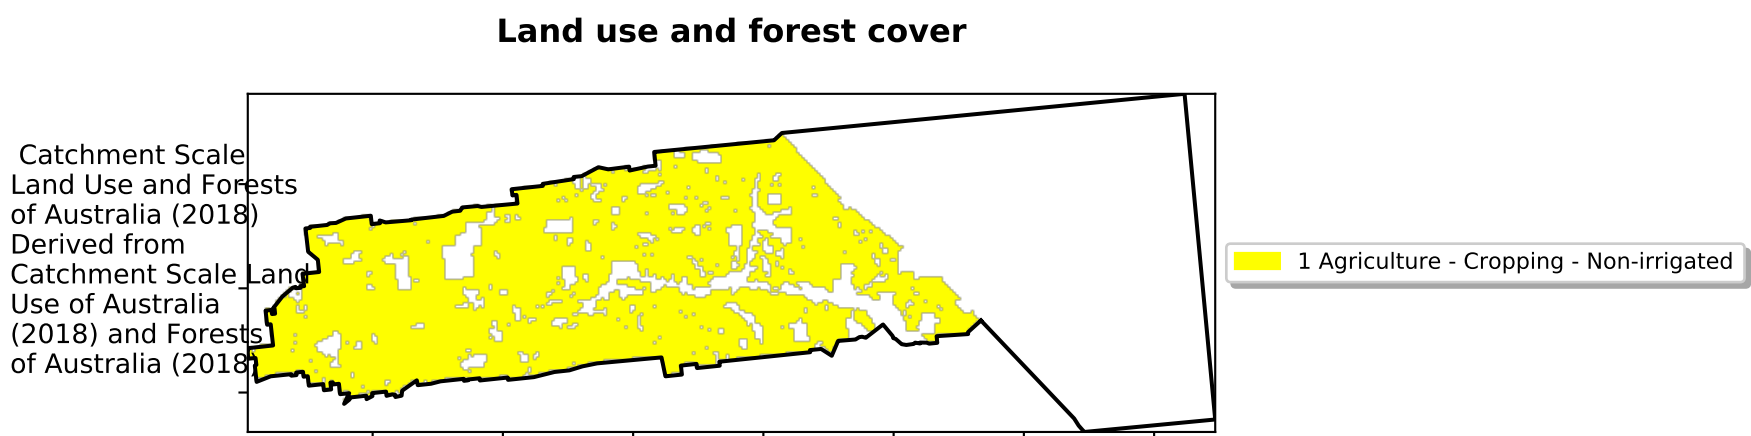 Land use and forest cover
Catchment Scale
Land Use and Forests
of Australia (2018)
Derived from
Catchment Scale Land
Use of Australia
(2018) and Forests
of Australia (2018
1 Agriculture - Cropping - Non-irrigated